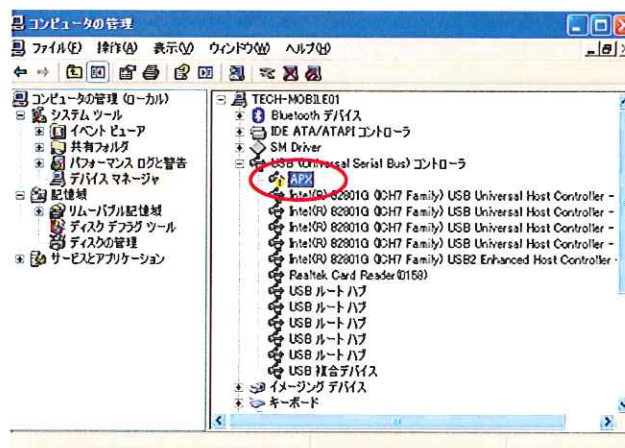 コンピュータの管理
ファイル(F) 操作(A) 表示(V) ウィンドウ(W) ヘルプ(H)
コンピュータの管理 (ローカル)
システム ツール
イベント ビューア
共有フォルダ
パフォーマンス ログと警告
デバイス マネージャ
記憶域
リムーバブル記憶域
ディスク デフラグ ツール
ディスクの管理
サービスとアプリケーション
TECH-MOBILE01
Bluetooth デバイス
IDE ATA/ATAPI コントローラ
SM Driver
USB (Universal Serial Bus) コントローラ
APX
Intel(R) 82801G (ICH7 Family) USB Universal Host Controller -
Intel(R) 82801G (ICH7 Family) USB Universal Host Controller -
Intel(R) 82801G (ICH7 Family) USB Universal Host Controller -
Intel(R) 82801G (ICH7 Family) USB Universal Host Controller -
Intel(R) 82801G (ICH7 Family) USB2 Enhanced Host Controller -
Realtek Card Reader(0158)
USB ルート ハブ
USB ルート ハブ
USB ルート ハブ
USB ルート ハブ
USB ルート ハブ
USB 複合デバイス
イメージング デバイス
キーボード